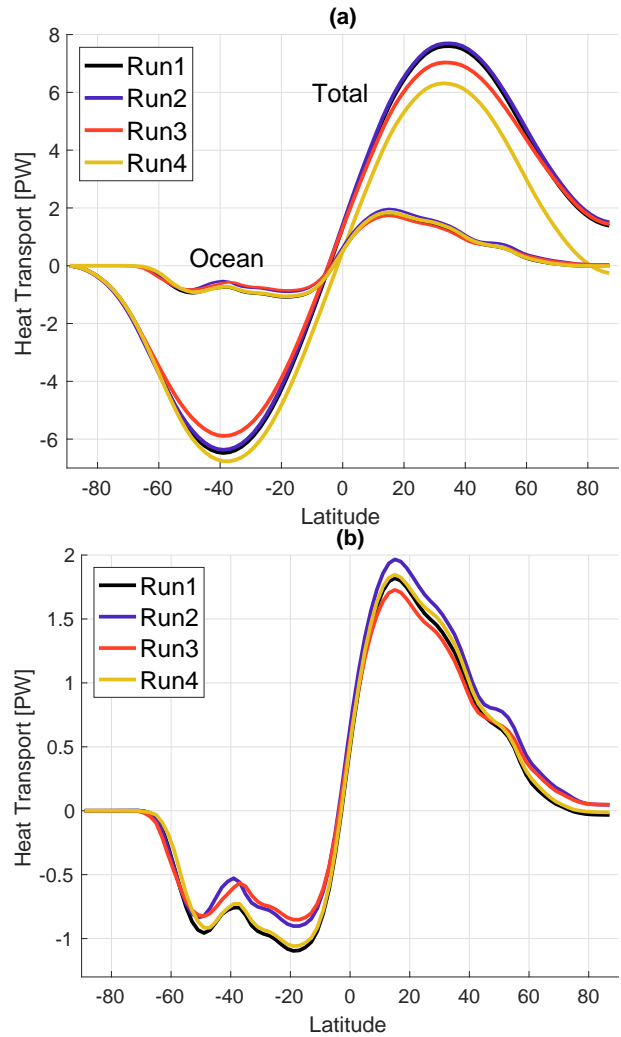 (a)
8
6
4
2
0
-2
-4
-6
Heat Transport [PW]
Run1
Run2
Run3
Run4
Total
Ocean
-80 -60 -40 -20 0 20 40 60 80
Latitude
(b)
2
1.5
1
0.5
0
-0.5
-1
Heat Transport [PW]
Run1
Run2
Run3
Run4
-80 -60 -40 -20 0 20 40 60 80
Latitude